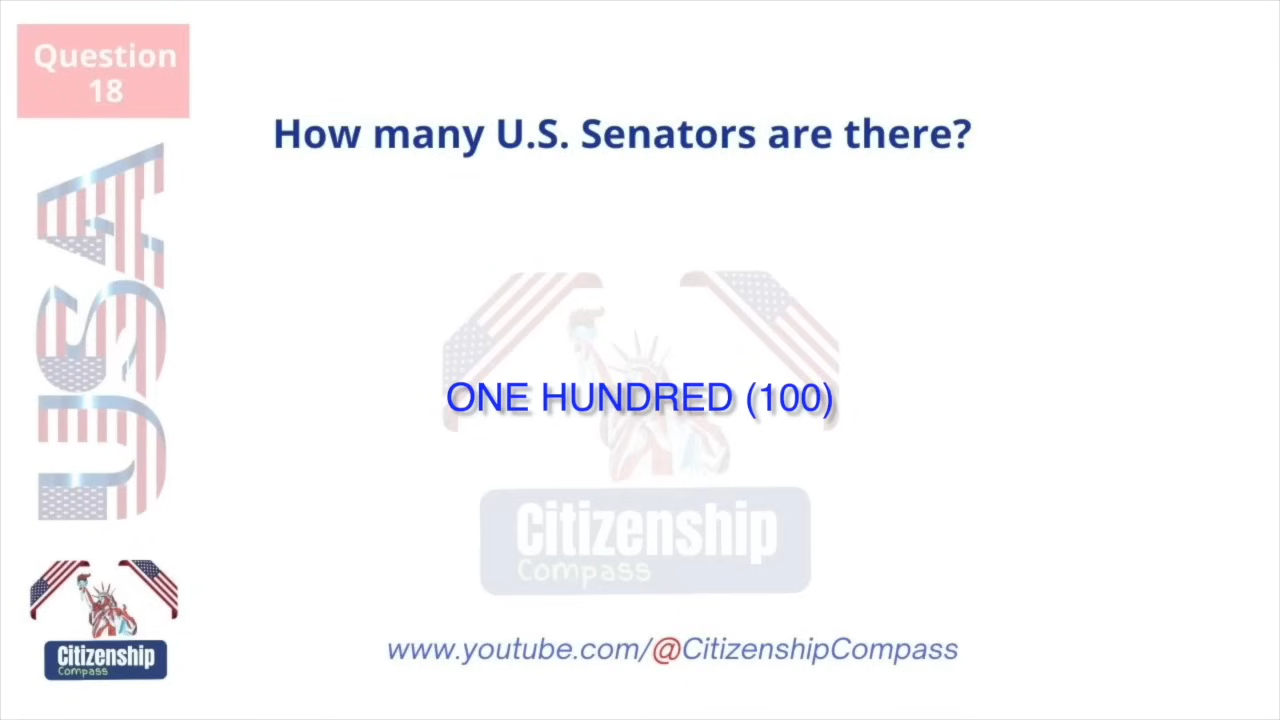 Question
18
How many U.S. Senators are there?
USA
ONE HUNDRED (100)
Citizenship
Compass
Citizenship
Compass
www.youtube.com/@CitizenshipCompass